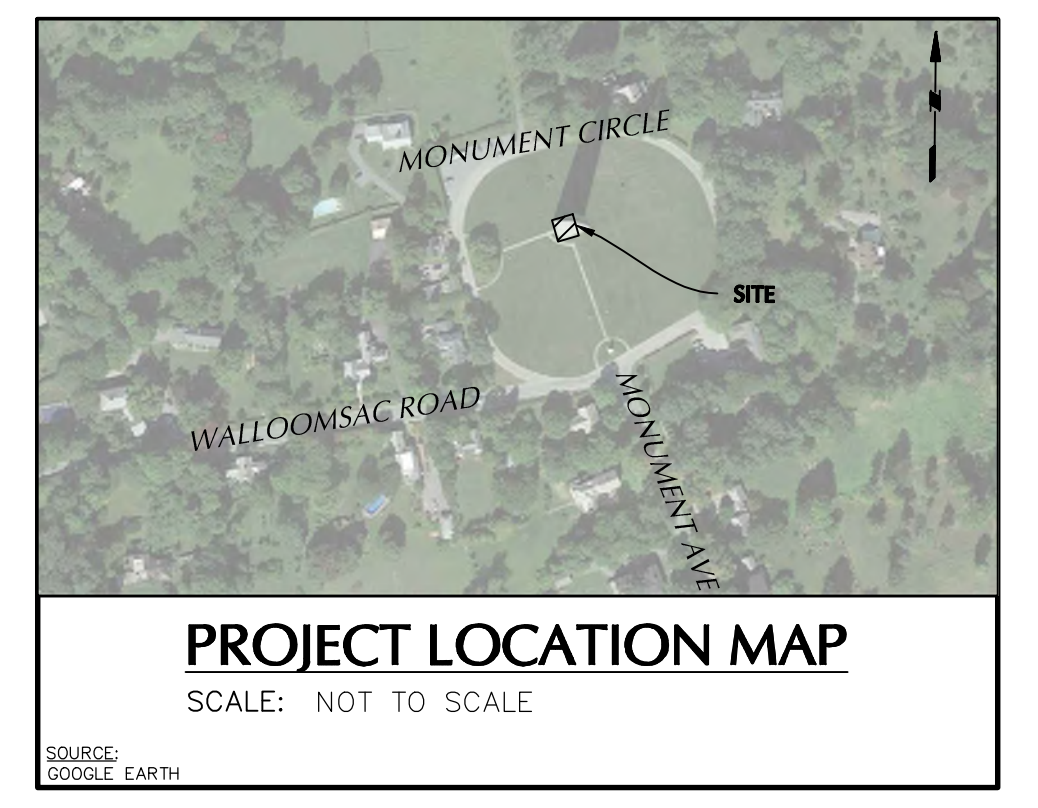 MONUMENT CIRCLE
N
SITE
WALLOOMSAC ROAD
MONUMENT AVE
PROJECT LOCATION MAP
SCALE: NOT TO SCALE
SOURCE:
GOOGLE EARTH